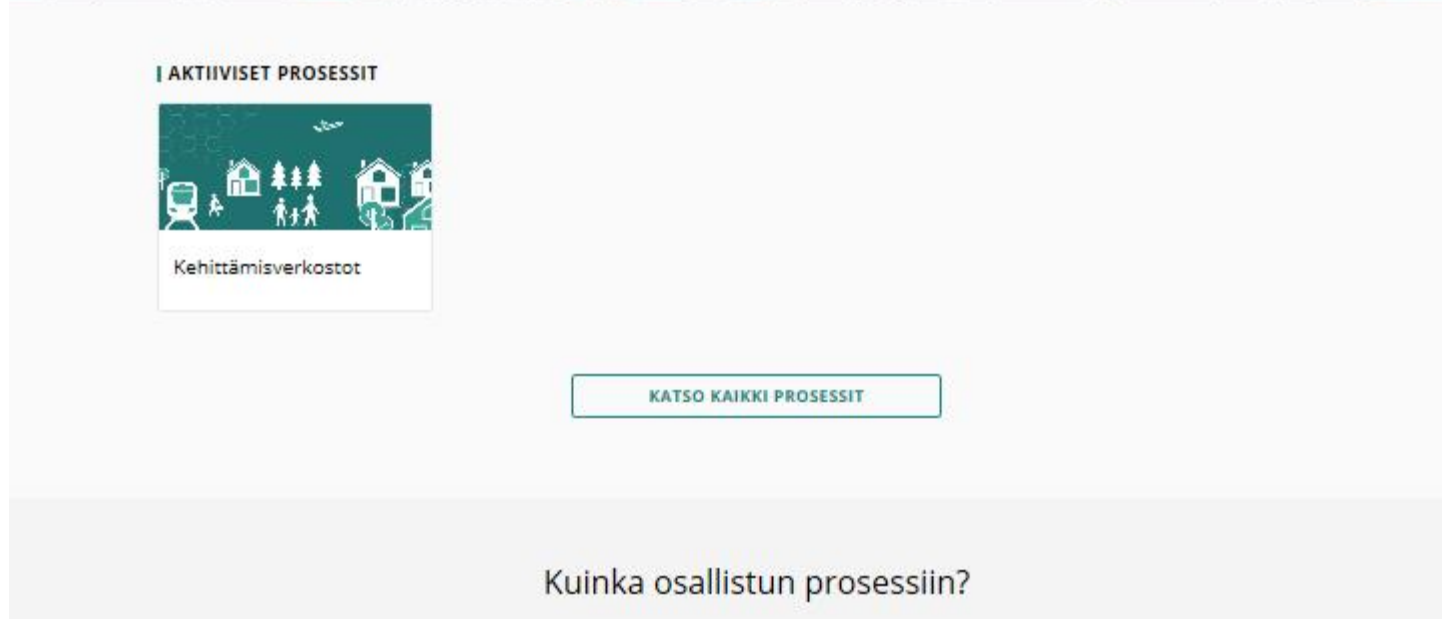 AKTIIVISET PROSESSIT
Kehittämisverkostot
KATSO KAIKKI PROSESSIT
Kuinka osallistun prosessiin?